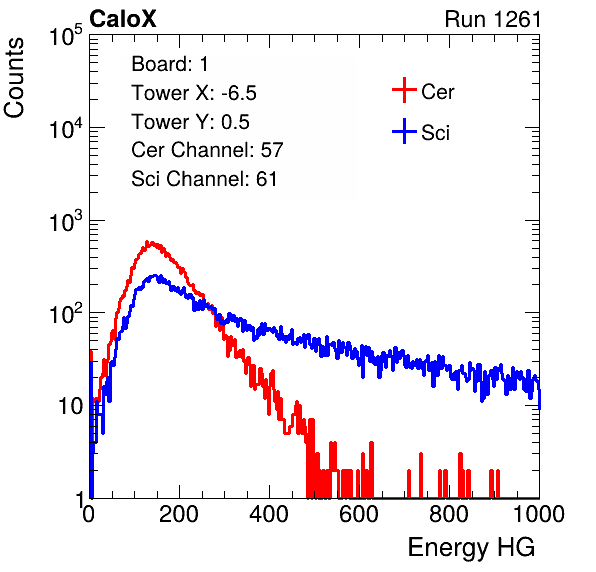 CaloX Run 1261
Counts
Board: 1
Tower X: -6.5
Tower Y: 0.5
Cer Channel: 57
Sci Channel: 61
Cer
Sci
10^5
10^4
10^3
10^2
10
1
0 200 400 600 800 1000
Energy HG